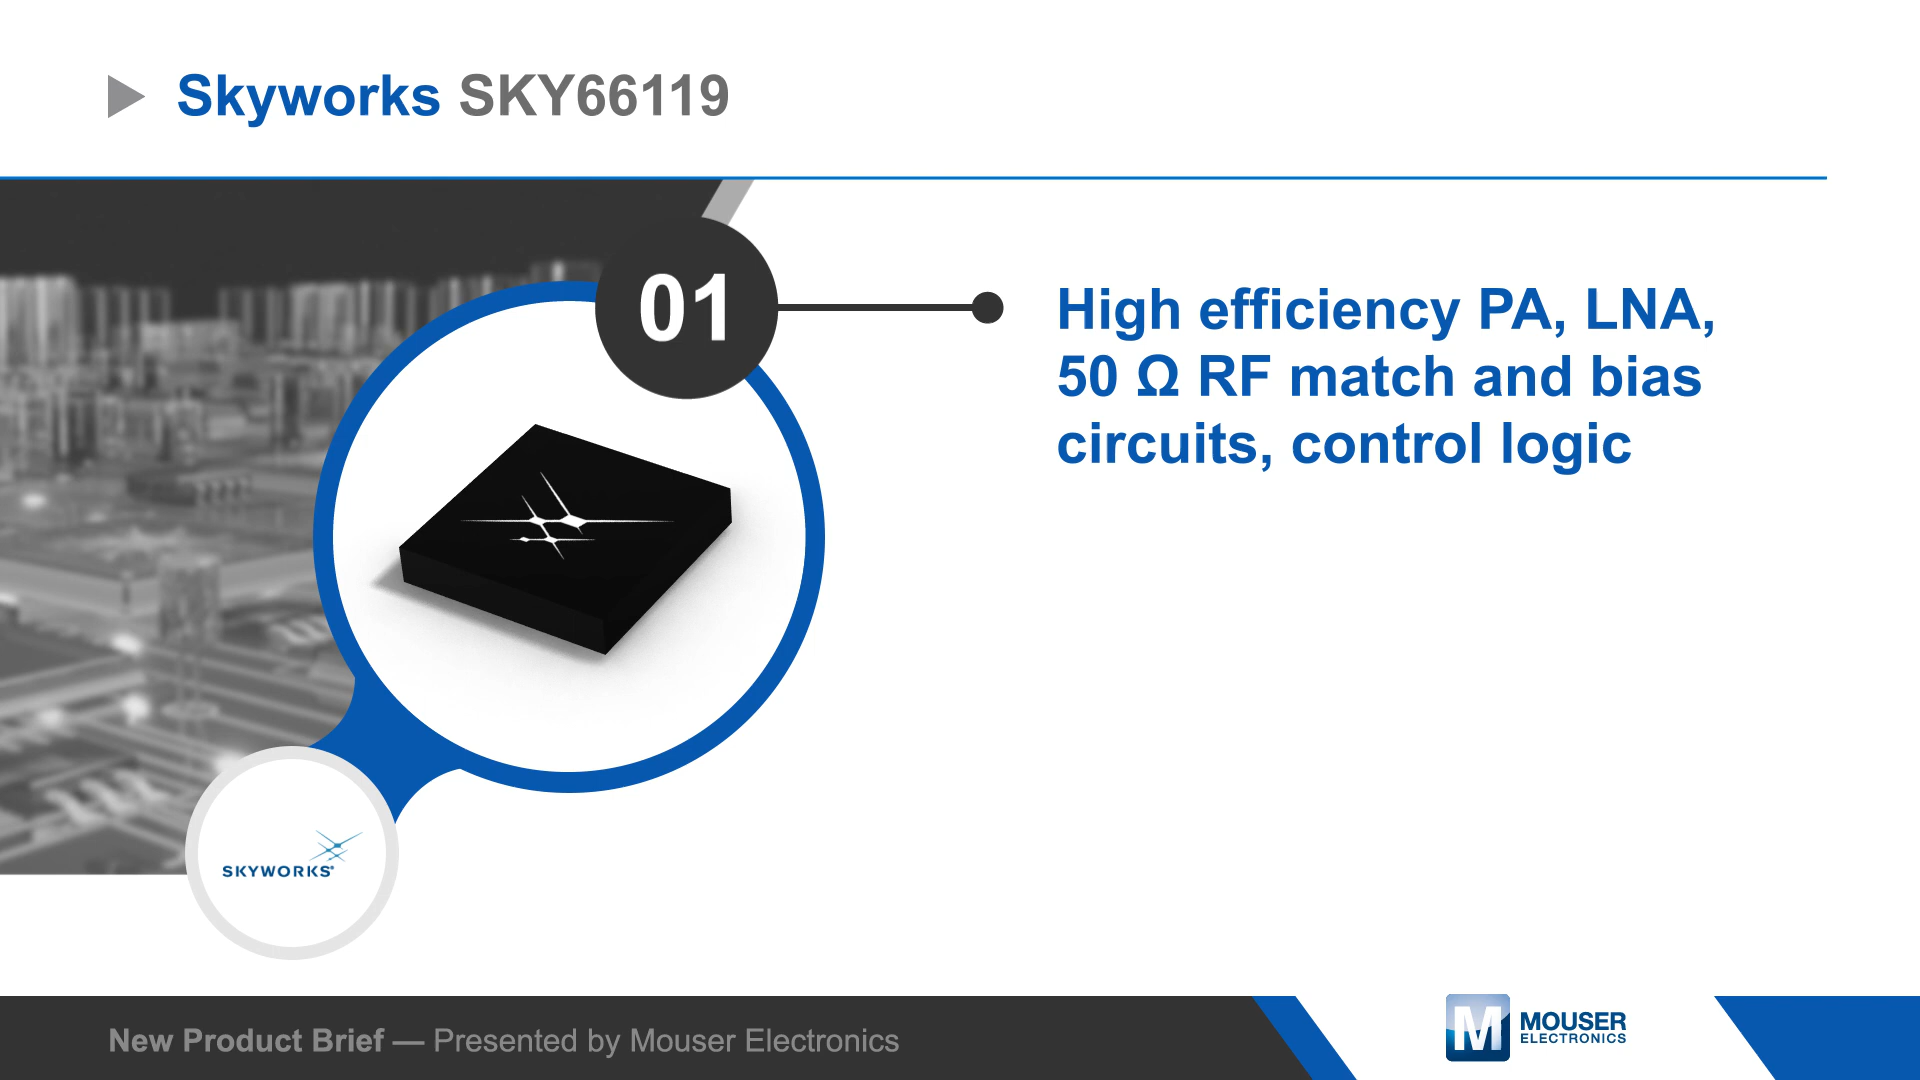 Skyworks SKY66119
01
High efficiency PA, LNA,
50 Ω RF match and bias
circuits, control logic
SKYWORKS®
New Product Brief — Presented by Mouser Electronics
M
MOUSER
ELECTRONICS